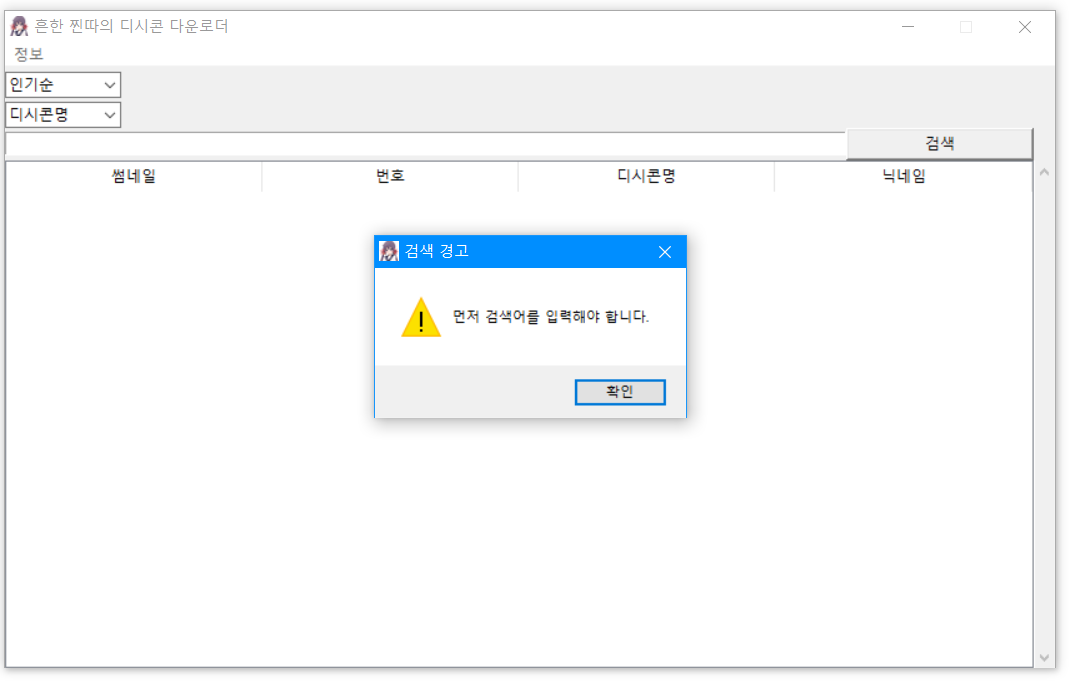 흔한 찐따의 디시콘 다운로더
정보
인기순
디시콘명
검색
썸네일 번호 디시콘명 닉네임
검색 경고
먼저 검색어를 입력해야 합니다.
확인